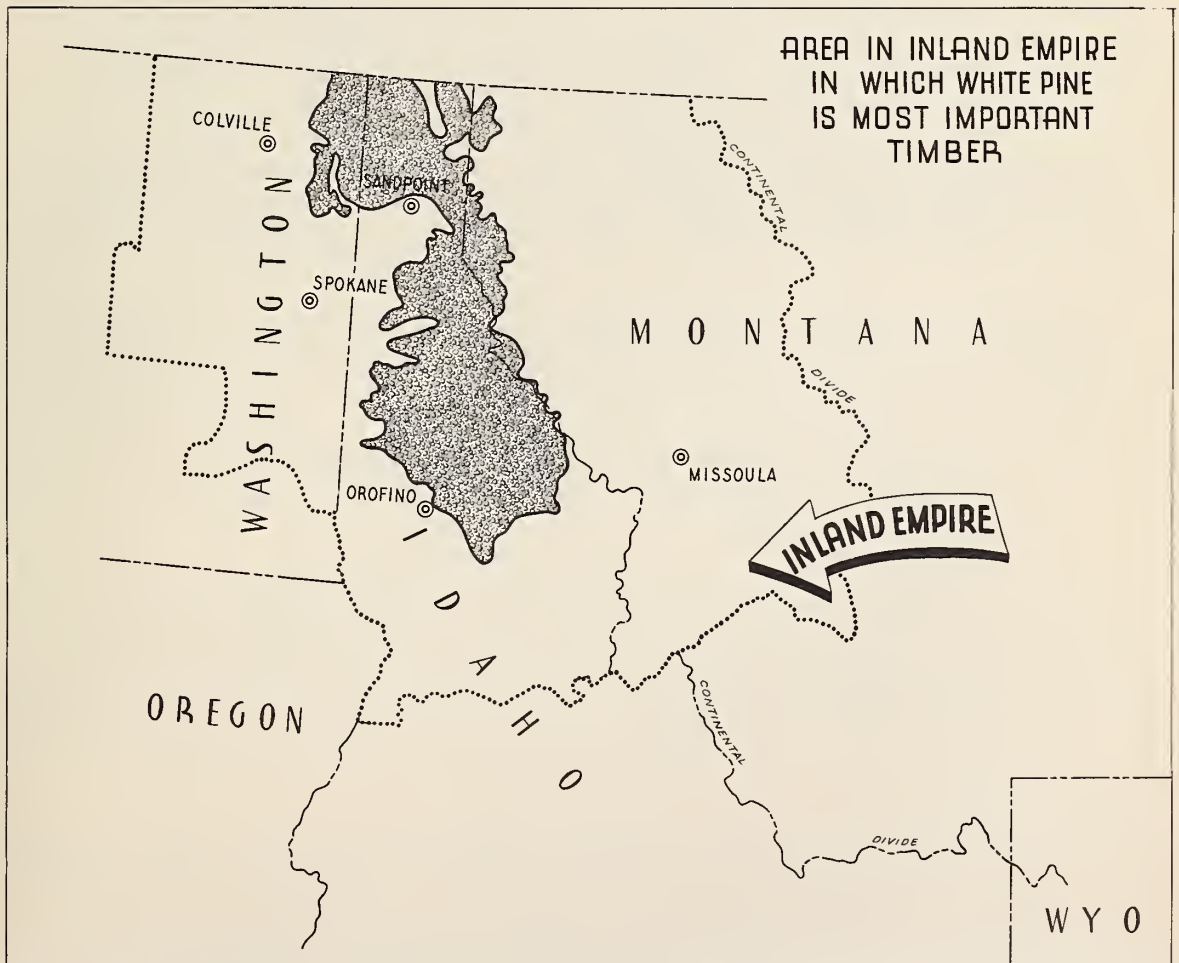 AREA IN INLAND EMPIRE
IN WHICH WHITE PINE
IS MOST IMPORTANT
TIMBER
COLVILLE
SANDPOINT
SPOKANE
WASHINGTON
MONTANA
CONTINENTAL
DIVIDE
MISSOULA
OROFINO
INLAND EMPIRE
IDAHO
OREGON
CONTINENTAL
DIVIDE
WYO